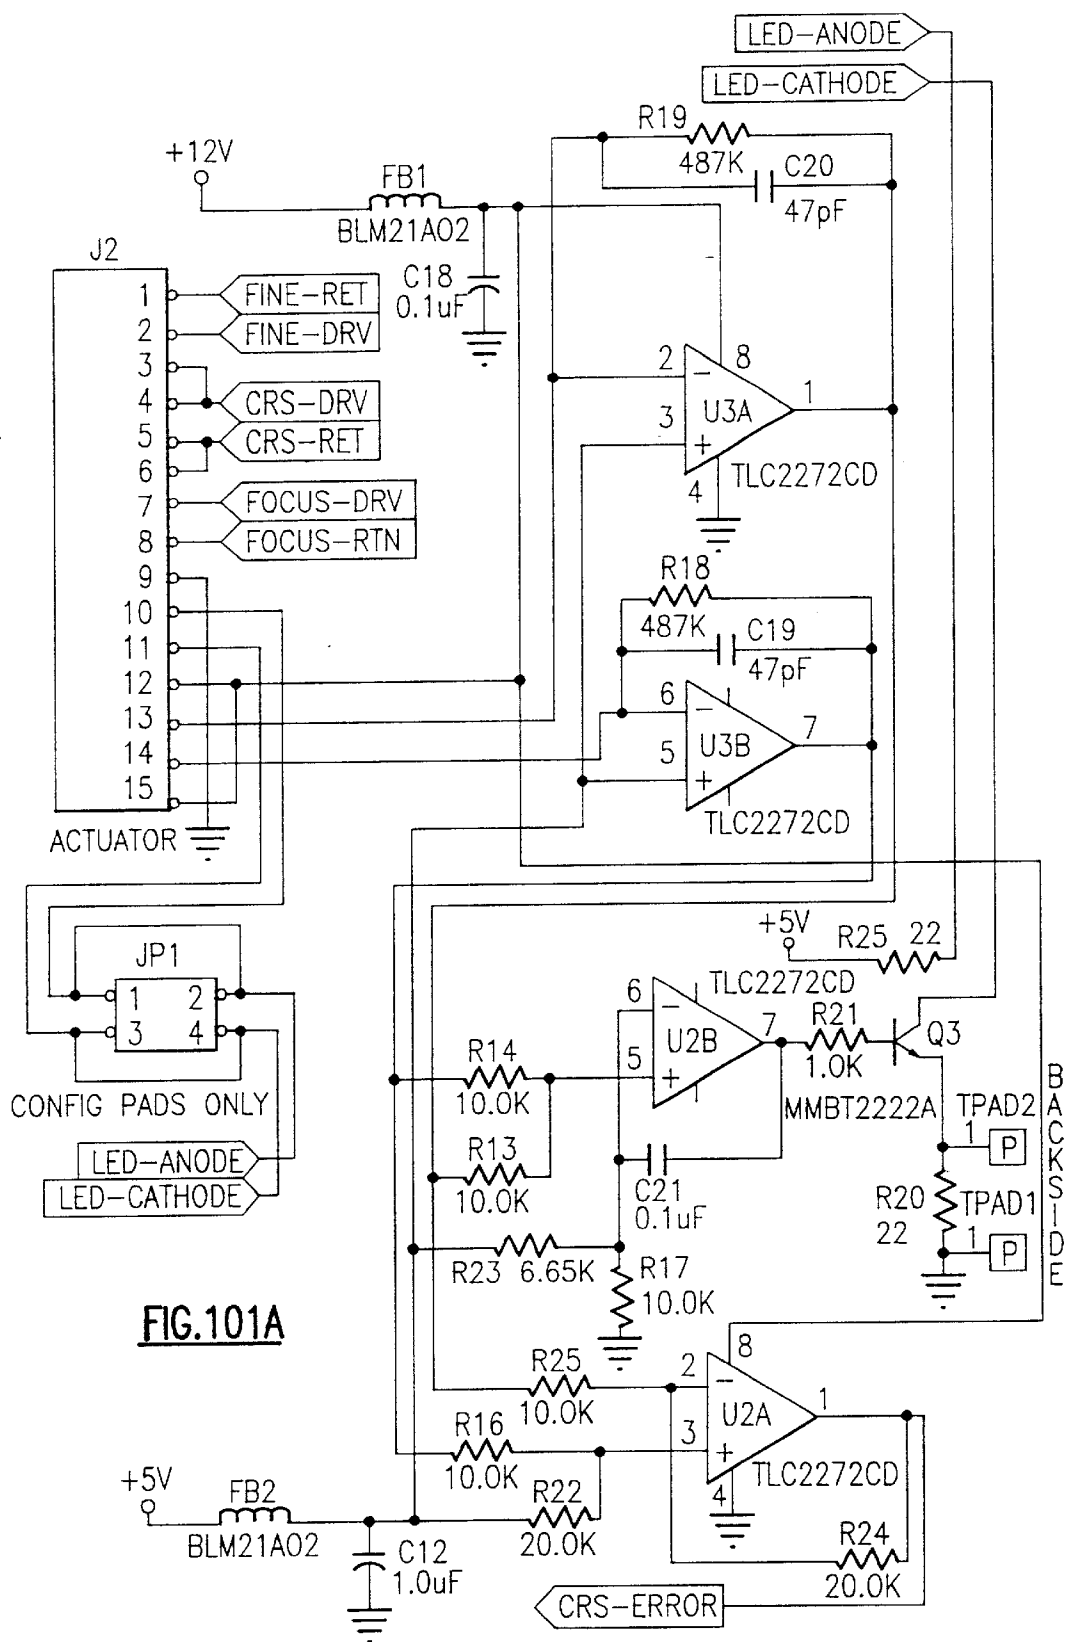 LED-ANODE
LED-CATHODE
R19
487K
C20
47pF
+12V
FB1
BLM21A02
J2
C18
0.1uF
1
FINE-RET
2
FINE-DRV
3
4
CRS-DRV
5
CRS-RET
6
7
FOCUS-DRV
8
FOCUS-RTN
9
10
11
12
13
14
15
ACTUATOR
2
8
-
U3A
1
3
+
4
TLC2272CD
R18
487K
C19
47pF
6
-
U3B
7
5
+
TLC2272CD
+5V
R25 22
JP1
1 2
3 4
CONFIG PADS ONLY
LED-ANODE
LED-CATHODE
TLC2272CD
6
-
U2B
7
5
+
R21
1.0K
Q3
MMBT2222A
R14
10.0K
R13
10.0K
C21
0.1uF
TPAD2
1
P
R20
22
TPAD1
1
P
BACKSIDE
R23 6.65K
R17
10.0K
FIG.101A
R25
10.0K
2
8
-
U2A
1
R16
10.0K
3
+
4
TLC2272CD
+5V
FB2
BLM21A02
R22
20.0K
C12
1.0uF
R24
20.0K
CRS-ERROR